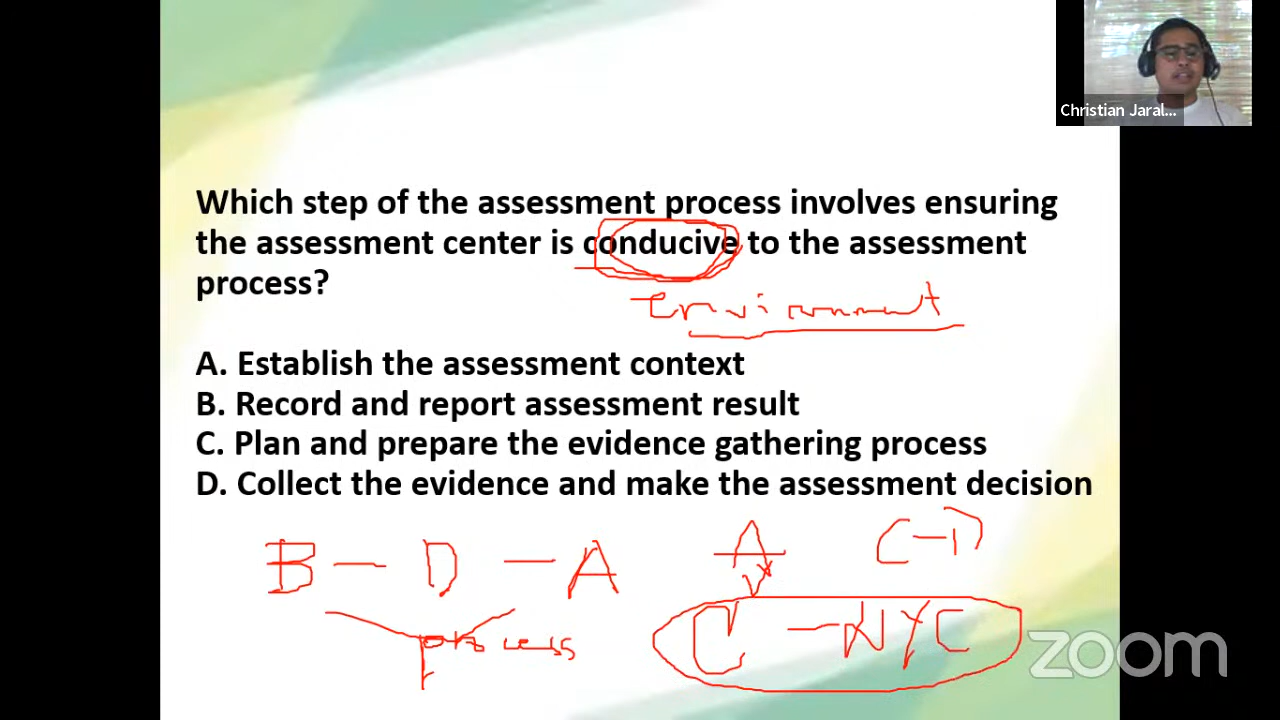 Christian Jaral...
Which step of the assessment process involves ensuring
the assessment center is conducive to the assessment
process?
environment
A. Establish the assessment context
B. Record and report assessment result
C. Plan and prepare the evidence gathering process
D. Collect the evidence and make the assessment decision
B - D - A
A
process
C - NYC
zoom